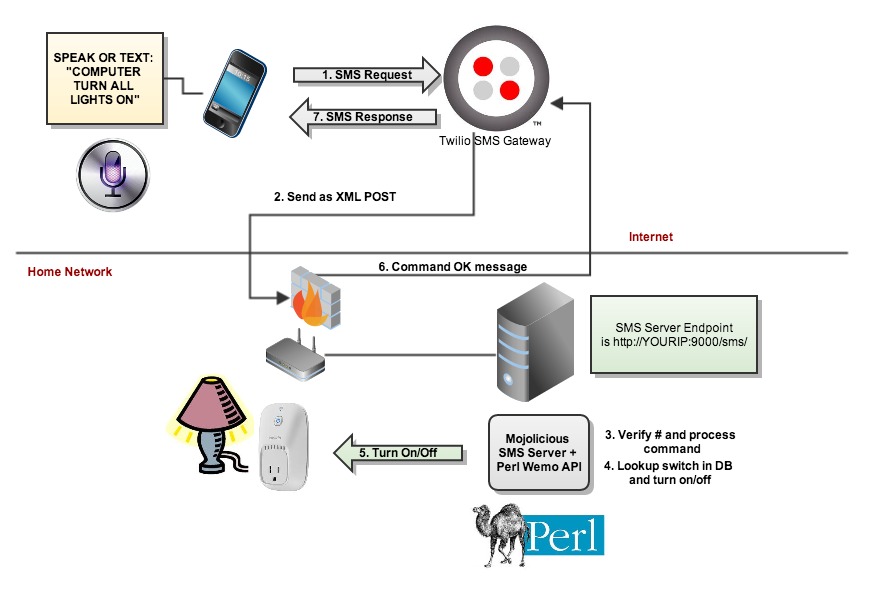 SPEAK OR TEXT:
"COMPUTER
TURN ALL
LIGHTS ON"
10:15
1. SMS Request
7. SMS Response
™
Twilio SMS Gateway
2. Send as XML POST
Internet
Home Network
6. Command OK message
SMS Server Endpoint
is http://YOURIP:9000/sms/
5. Turn On/Off
Mojolicious
SMS Server +
Perl Wemo API
3. Verify # and process
command
4. Lookup switch in DB
and turn on/off
Perl